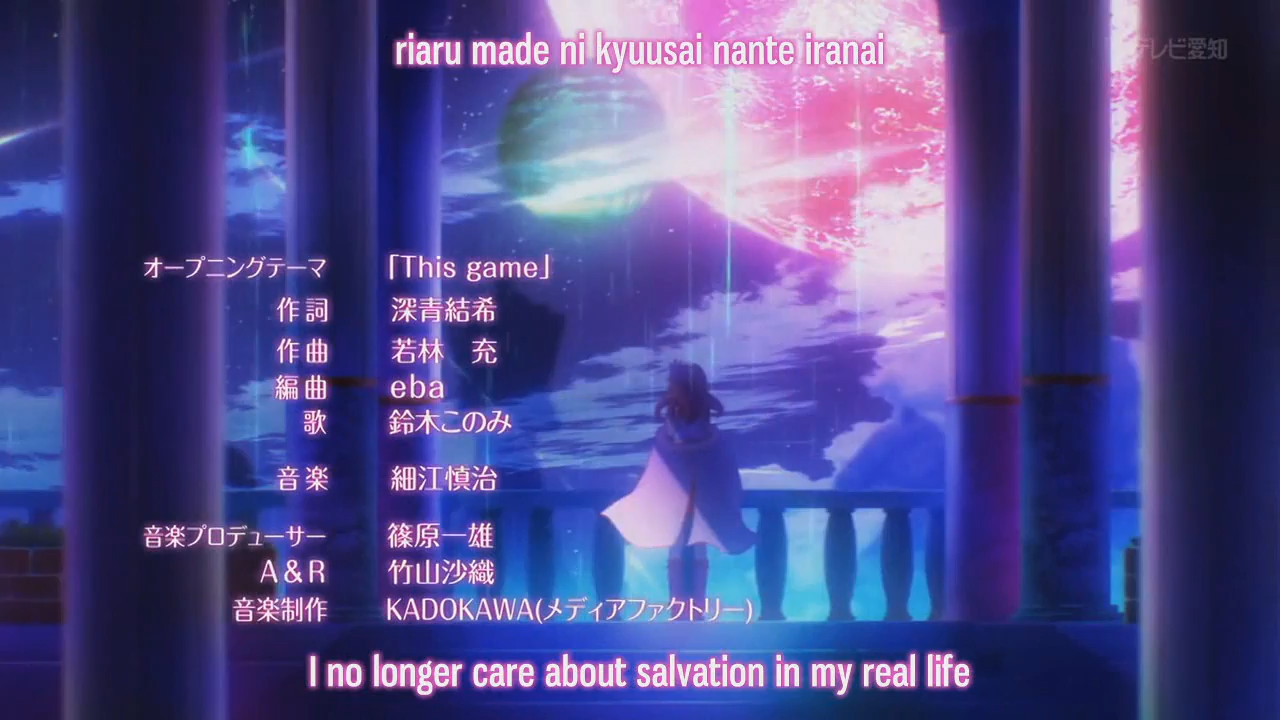 riaru made ni kyuusai nante iranai
テレビ愛知
オープニングテーマ 「This game」
作詞 深青結希
作曲 若林 充
編曲 eba
歌 鈴木このみ
音楽 細江慎治
音楽プロデューサー 篠原一雄
A&R 竹山沙織
音楽制作 KADOKAWA(メディアファクトリー)
I no longer care about salvation in my real life